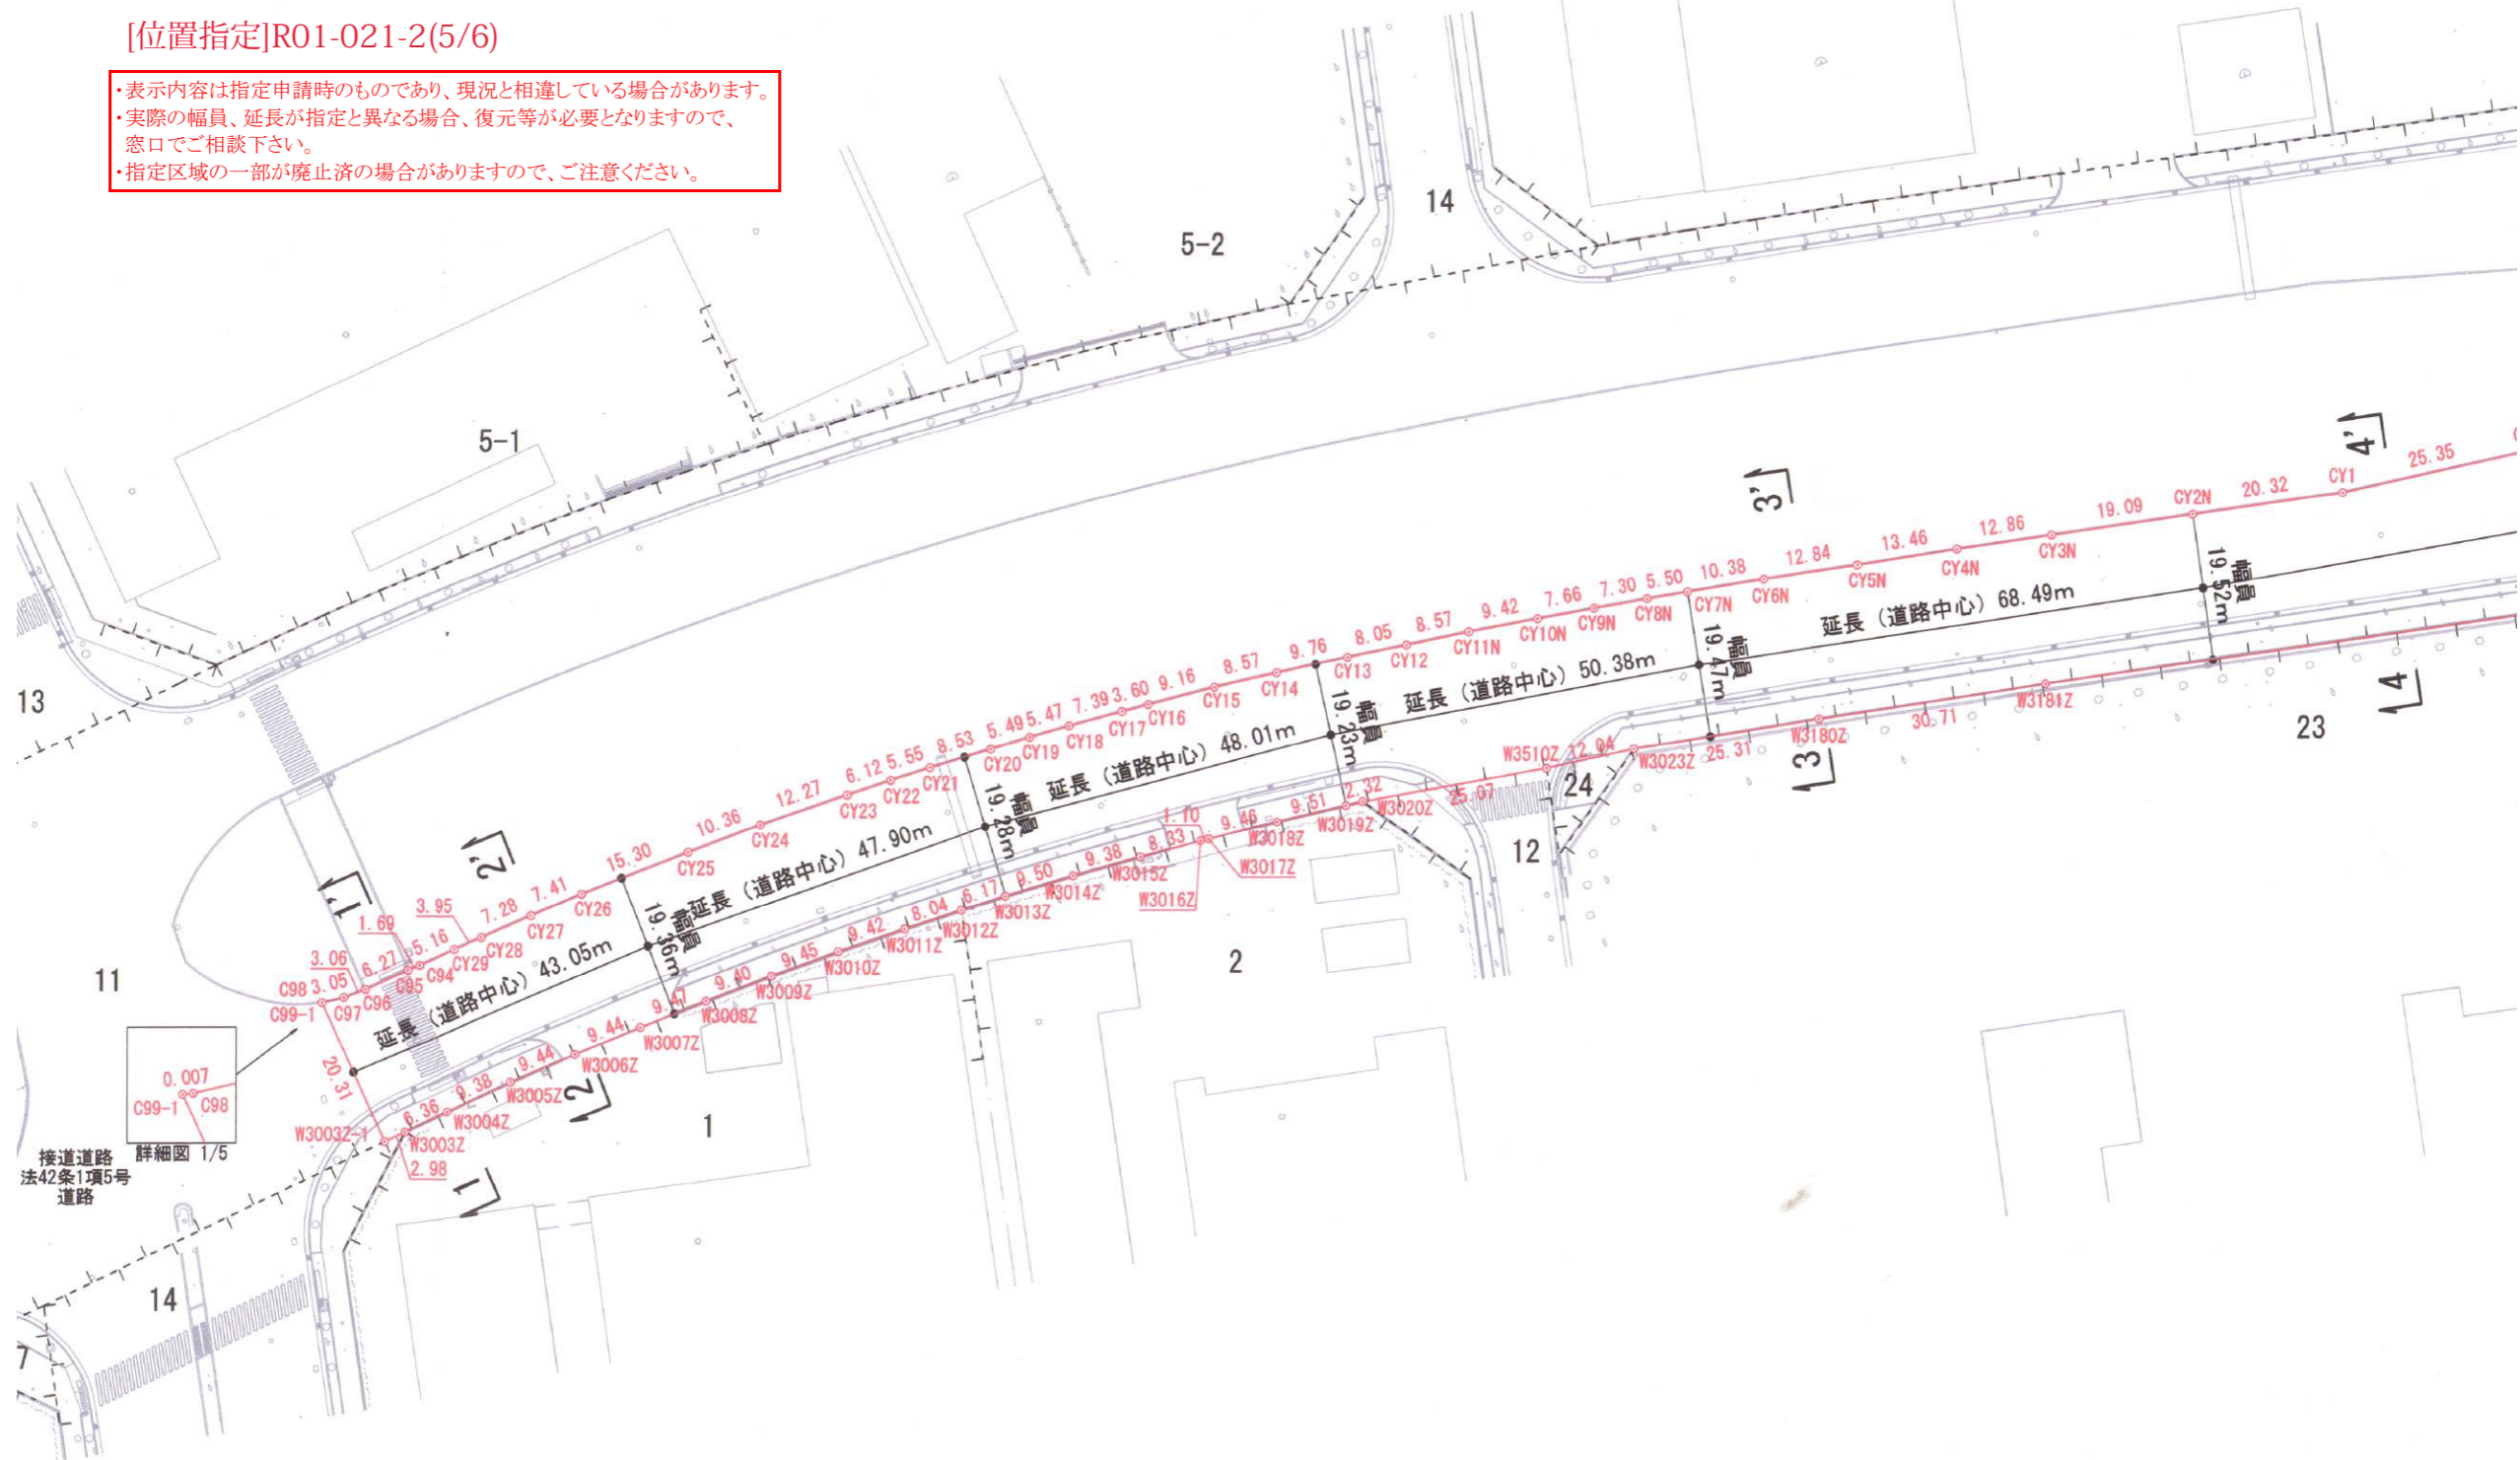 [位置指定]R01-021-2(5/6)
・表示内容は指定申請時のものであり、現況と相違している場合があります。
・実際の幅員、延長が指定と異なる場合、復元等が必要となりますので、
窓口でご相談下さい。
・指定区域の一部が廃止済の場合がありますので、ご注意ください。
14
5-2
5-1
4'
3'
25.35
CY1
20.32
CY2N
19.09
CY3N
12.86
CY4N
13.46
CY5N
12.84
CY6N
10.38
CY7N
5.50
CY8N
7.30
CY9N
7.66
CY10N
9.42
CY11N
8.57
CY12
8.05
CY13
9.76
CY14
8.57
CY15
9.16
CY16
3.60
CY17
7.39
CY18
5.47
CY19
5.49
CY20
8.53
CY21
5.55
CY22
6.12
CY23
12.27
CY24
10.36
CY25
15.30
CY26
7.41
CY27
7.28
CY28
3.95
CY29
5.16
C94
1.69
C95
6.27
C96
3.06
C97
3.05
C98
C99-1
幅員
19.52m
幅員
19.47m
幅員
19.23m
幅員
19.28m
幅員
19.36m
延長（道路中心）68.49m
延長（道路中心）50.38m
延長（道路中心）48.01m
延長（道路中心）47.90m
延長（道路中心）43.05m
13
11
2'
1'
4
23
3
24
12
2
1
2
1
W3181Z
30.71
W3180Z
25.31
W3023Z
12.04
W3510Z
25.07
W3020Z
2.32
W3019Z
9.51
W3018Z
9.46
W3017Z
1.10
W3016Z
8.33
W3015Z
9.38
W3014Z
9.50
W3013Z
6.17
W3012Z
8.04
W3011Z
9.42
W3010Z
9.45
W3009Z
9.40
W3008Z
9.47
W3007Z
9.44
W3006Z
9.44
W3005Z
9.38
W3004Z
6.36
W3003Z
2.98
W3003Z-1
20.31
0.007
C99-1
C98
詳細図 1/5
接道道路
法42条1項5号
道路
14
7